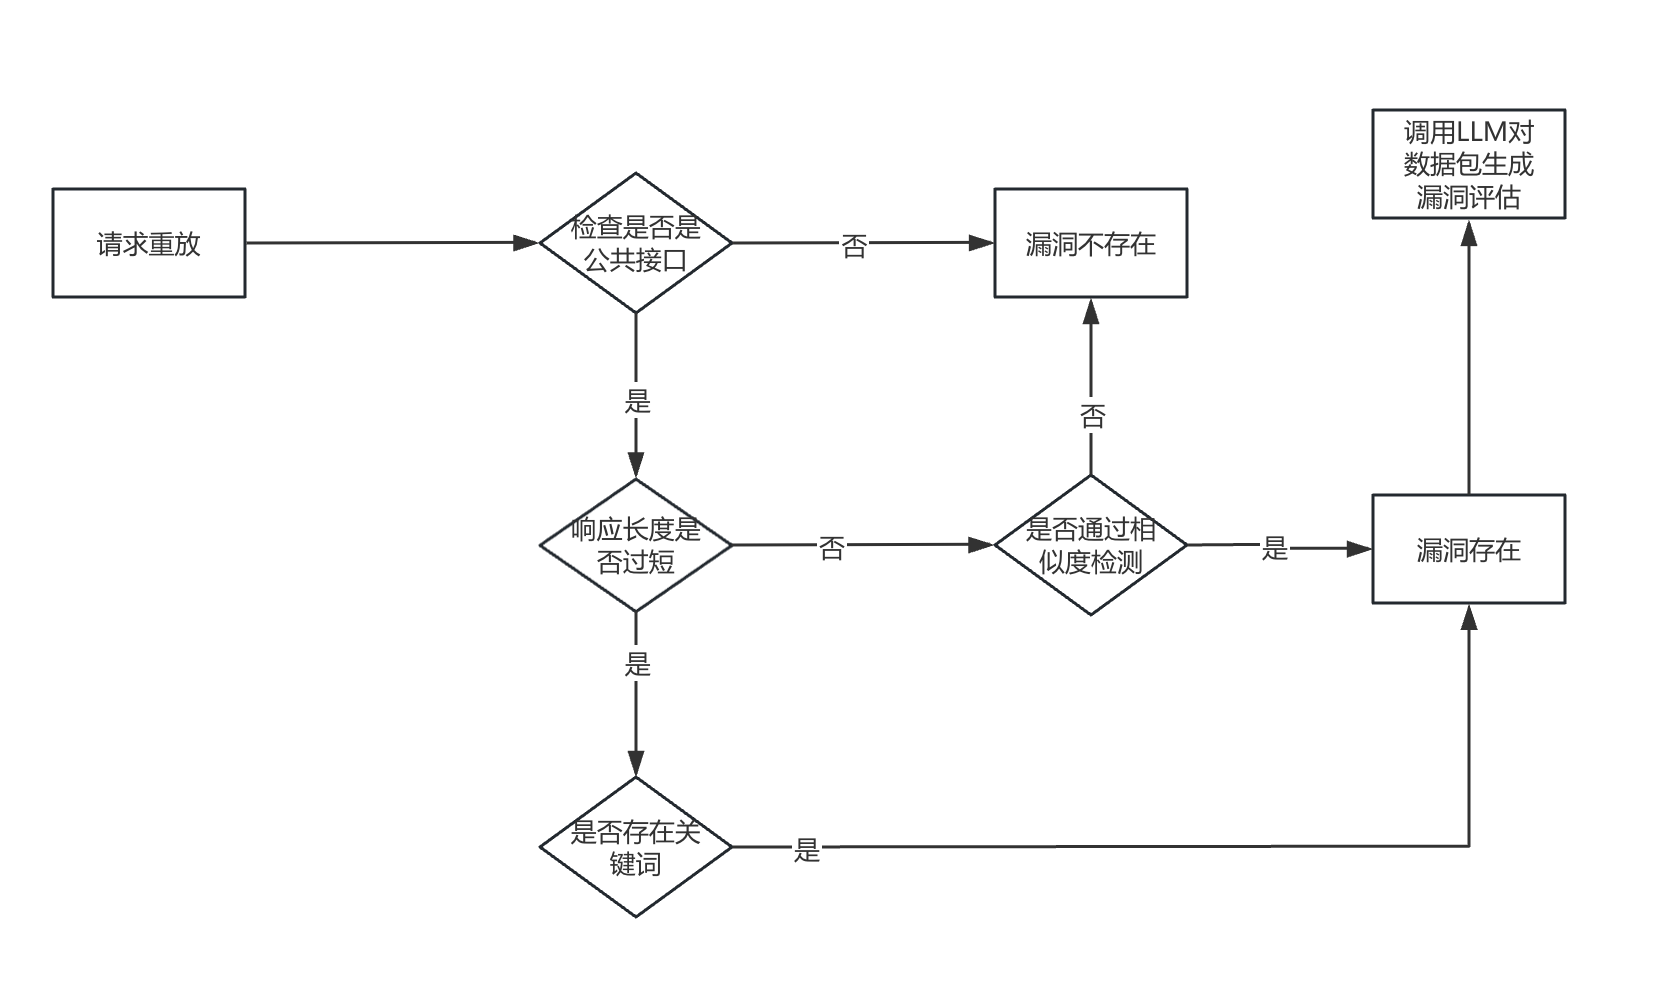 调用LLM对
数据包生成
漏洞评估
请求重放
检查是否是
公共接口
否
漏洞不存在
是
否
响应长度是
否过短
否
是否通过相
似度检测
是
漏洞存在
是
是否存在关
键词
是